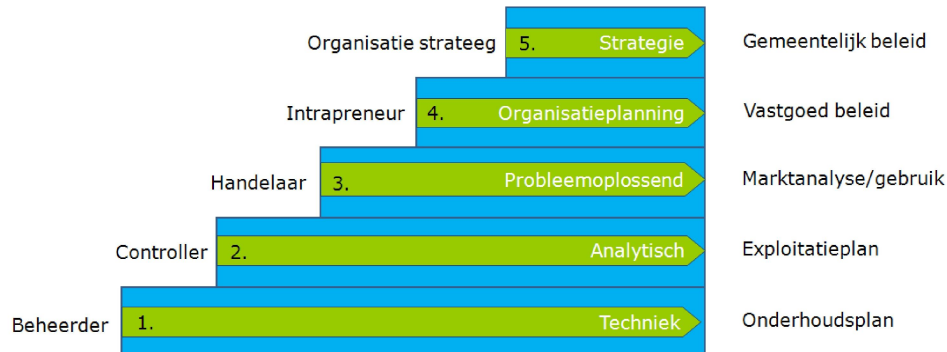 Organisatie strateeg 5. Strategie Gemeentelijk beleid
Intrapreneur 4. Organisatieplanning Vastgoed beleid
Handelaar 3. Probleemoplossend Marktanalyse/gebruik
Controller 2. Analytisch Exploitatieplan
Beheerder 1. Techniek Onderhoudsplan